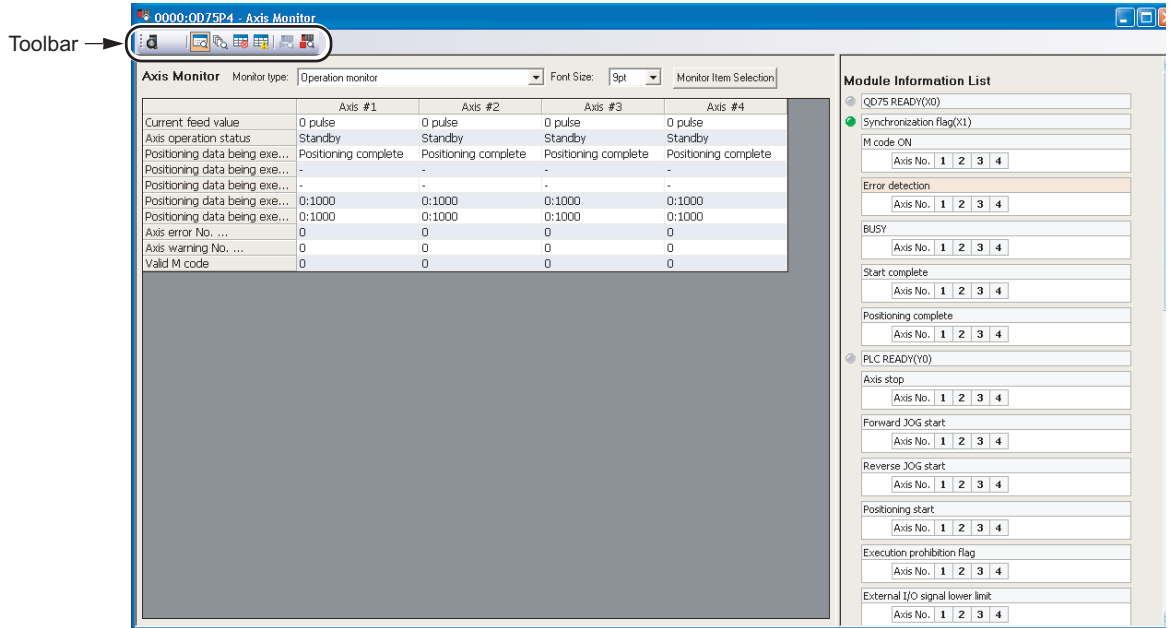 0000:QD75P4 - Axis Monitor
Toolbar
Axis Monitor Monitor type: Operation monitor Font Size: 9pt Monitor Item Selection
Axis #1 Axis #2 Axis #3 Axis #4
Current feed value 0 pulse 0 pulse 0 pulse 0 pulse
Axis operation status Standby Standby Standby Standby
Positioning data being exe... Positioning complete Positioning complete Positioning complete Positioning complete
Positioning data being exe... - - - -
Positioning data being exe... - - - -
Positioning data being exe... 0:1000 0:1000 0:1000 0:1000
Positioning data being exe... 0:1000 0:1000 0:1000 0:1000
Axis error No. ... 0 0 0 0
Axis warning No. ... 0 0 0 0
Valid M code 0 0 0 0
Module Information List
QD75 READY(X0)
Synchronization flag(X1)
M code ON
Axis No. 1 2 3 4
Error detection
Axis No. 1 2 3 4
BUSY
Axis No. 1 2 3 4
Start complete
Axis No. 1 2 3 4
Positioning complete
Axis No. 1 2 3 4
PLC READY(Y0)
Axis stop
Axis No. 1 2 3 4
Forward JOG start
Axis No. 1 2 3 4
Reverse JOG start
Axis No. 1 2 3 4
Positioning start
Axis No. 1 2 3 4
Execution prohibition flag
Axis No. 1 2 3 4
External I/O signal lower limit
Axis No. 1 2 3 4